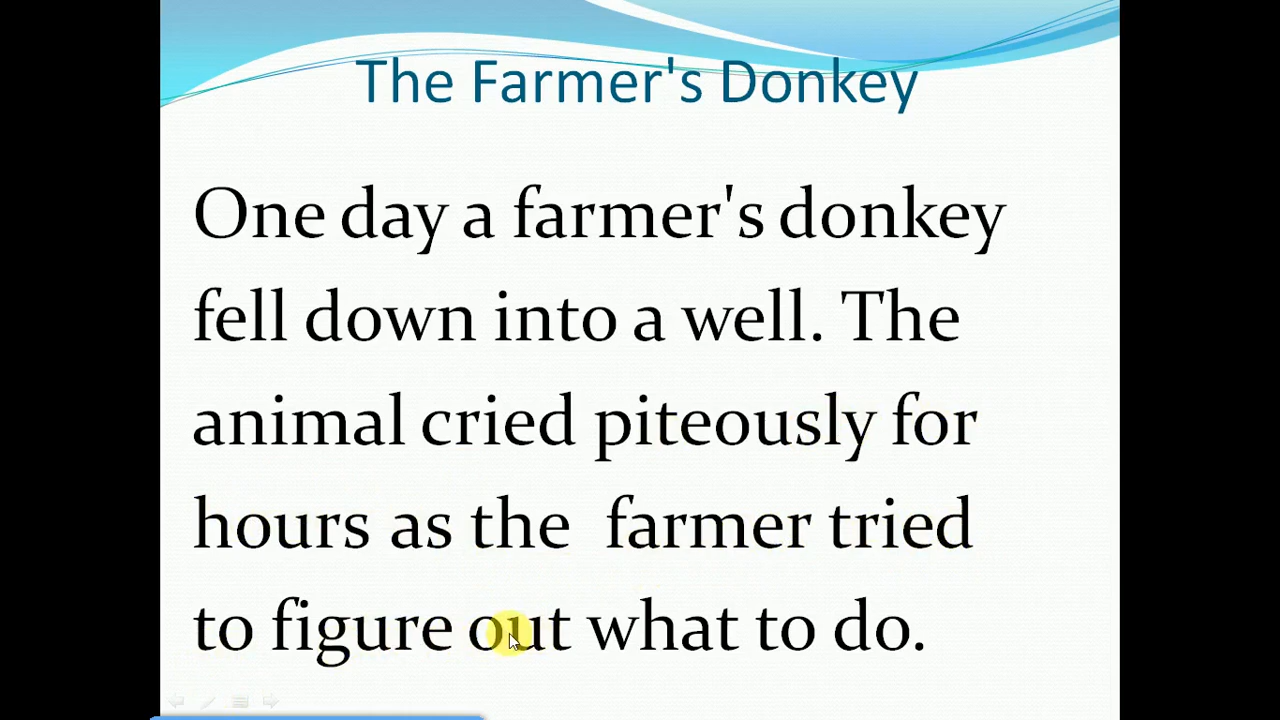 The Farmer's Donkey
One day a farmer's donkey
fell down into a well. The
animal cried piteously for
hours as the  farmer tried
to figure out what to do.